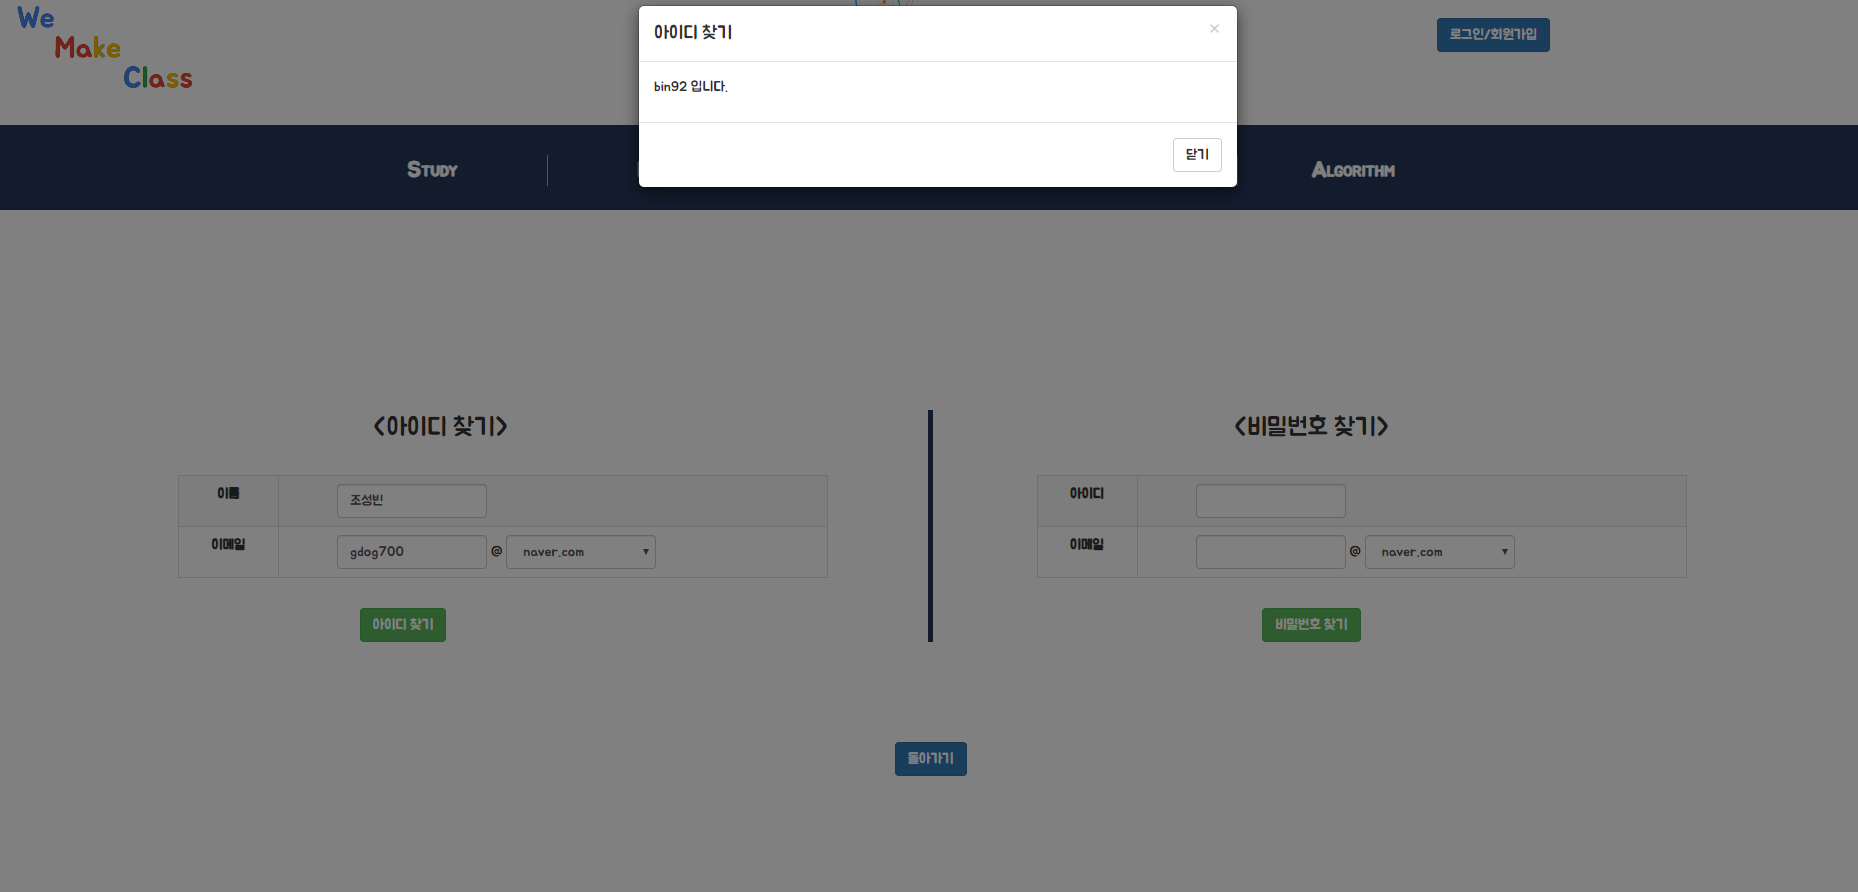 We
Make
Class
아이디 찾기
×
bin92 입니다.
닫기
로그인/회원가입
Study
Algorithm
<아이디 찾기>
이름
조성빈
이메일
gdog700 @ naver.com
아이디 찾기
<비밀번호 찾기>
아이디
이메일
@ naver.com
비밀번호 찾기
돌아가기